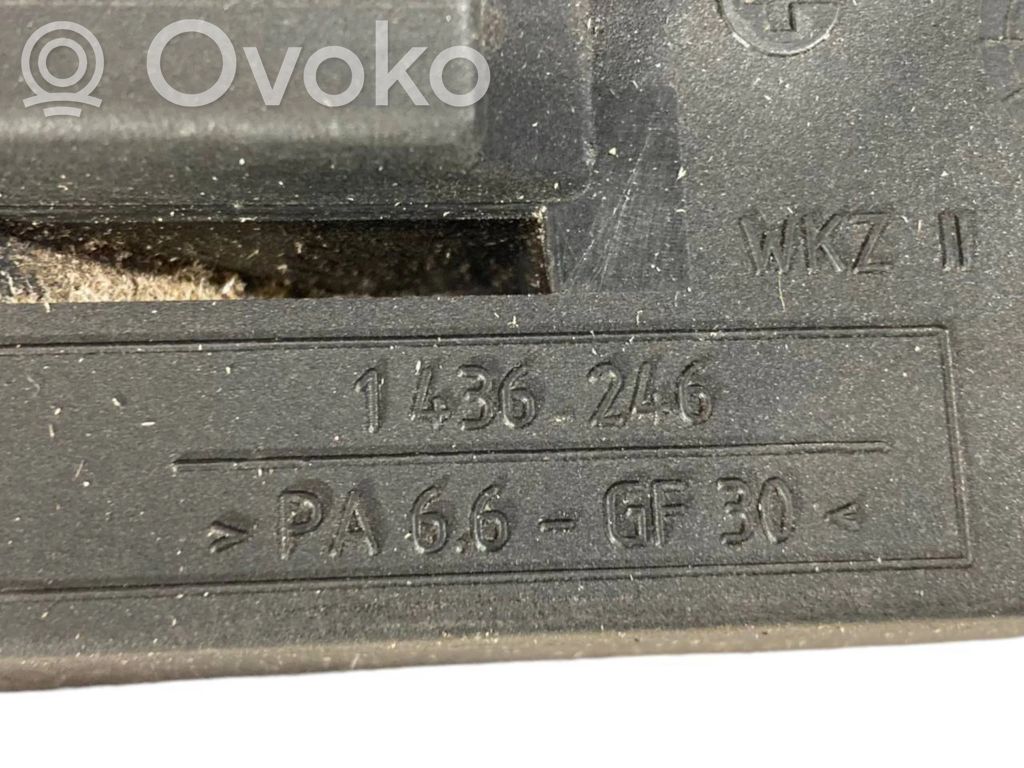 Ovoko
WKZ II
1 436 246
> PA 6.6 - GF 30 <